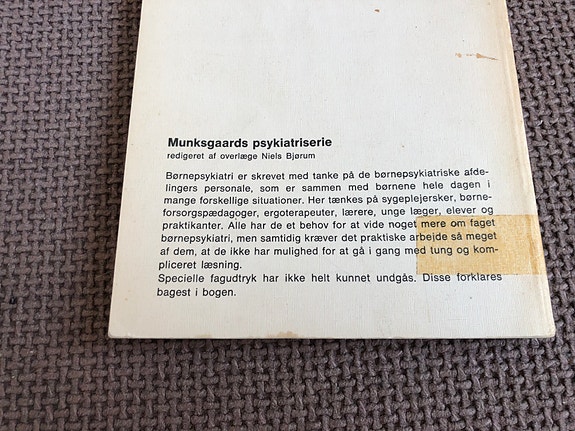 Munksgaards psykiatriserie
redigeret af overlæge Niels Bjørum
Børnepsykiatri er skrevet med tanke på de børnepsykiatriske afde-
lingers personale, som er sammen med børnene hele dagen i
mange forskellige situationer. Her tænkes på sygeplejersker, børne-
forsorgspædagoger, ergoterapeuter, lærere, unge læger, elever og
praktikanter. Alle har de et behov for at vide noget mere om faget
børnepsykiatri, men samtidig kræver det praktiske arbejde så meget
af dem, at de ikke har mulighed for at gå i gang med tung og kom-
pliceret læsning.
Specielle fagudtryk har ikke helt kunnet undgås. Disse forklares
bagest i bogen.